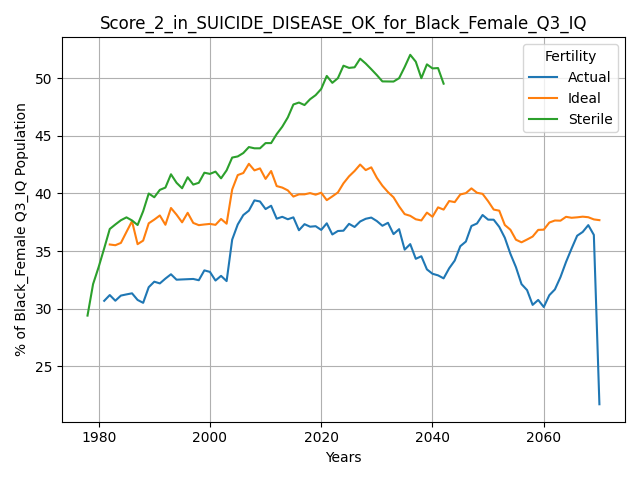 Score_2_in_SUICIDE_DISEASE_OK_for_Black_Female_Q3_IQ
% of Black_Female Q3_IQ Population
50
45
40
35
30
25
Fertility
Actual
Ideal
Sterile
1980 2000 2020 2040 2060
Years